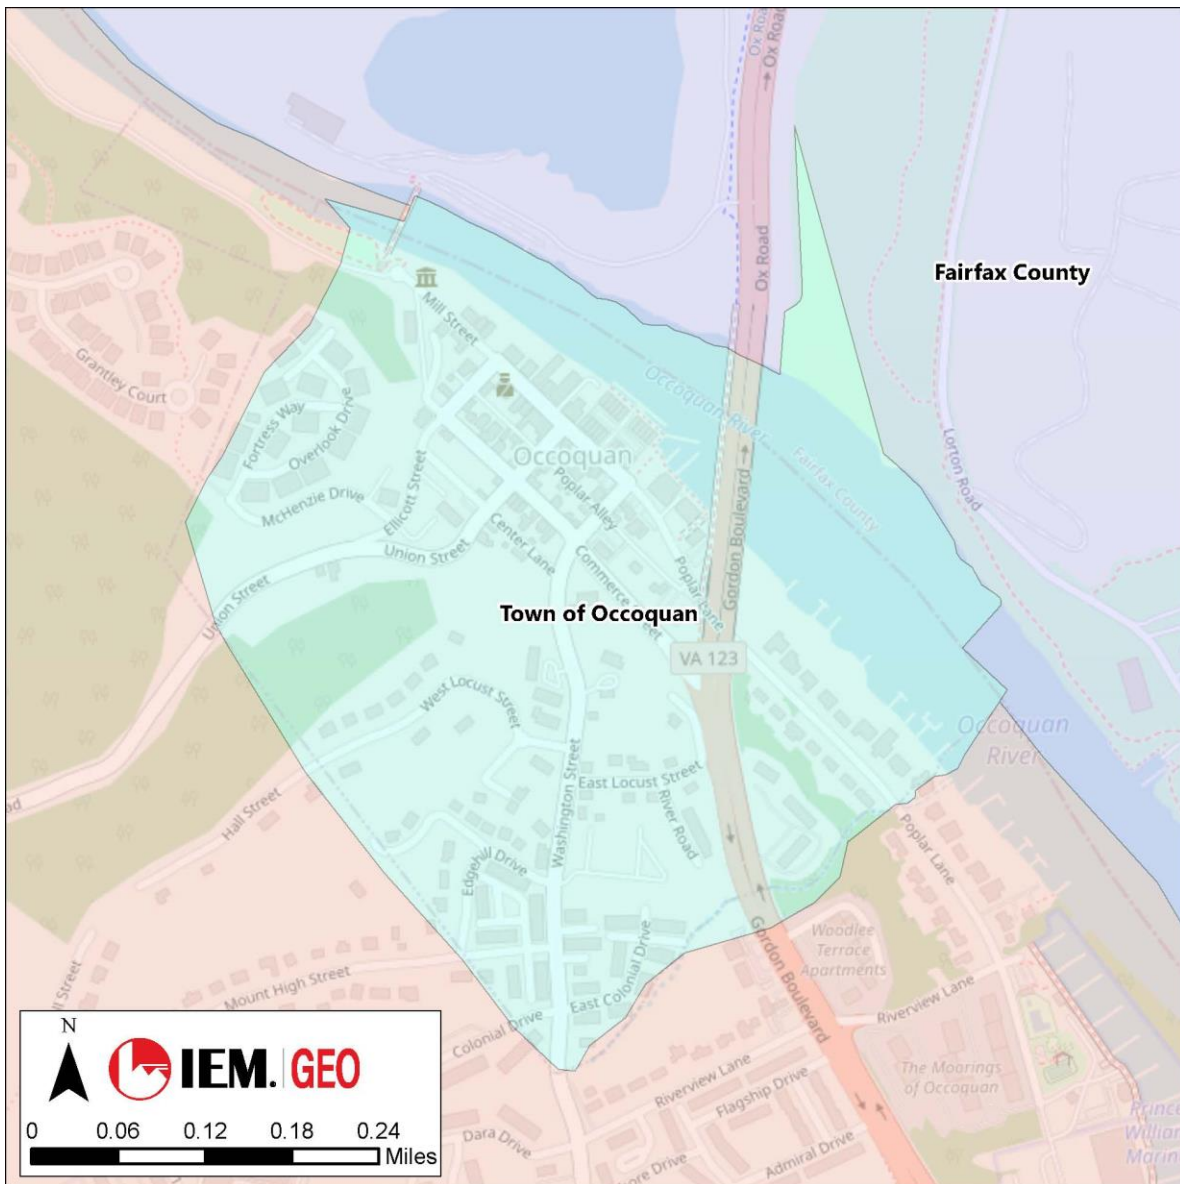 Ox Road
Ox Road
Ox Road
Fairfax County
Grantley Court
Mill Street
Fortress Way
Overlook Drive
McHenzie Drive
Ellicott Street
Union Street
Union Street
Occoquan
Poplar Alley
Center Lane
Commerce Street
Poplar Lane
Occoquan River
Fairfax County
Gordon Boulevard
Lorton Road
Town of Occoquan
VA 123
West Locust Street
Washington Street
East Locust Street
River Road
Occoquan
River
Hall Street
Edgehill Drive
Poplar Lane
Gordon Boulevard
Woodlee
Terrace
Apartments
Mount High Street
East Colonial Drive
Colonial Drive
Riverview Lane
Riverview Lane
Flagship Drive
The Moorings
of Occoquan
Dara Drive
Admiral Drive
Prince
William
Marin
N
IEM. GEO
0 0.06 0.12 0.18 0.24
Miles